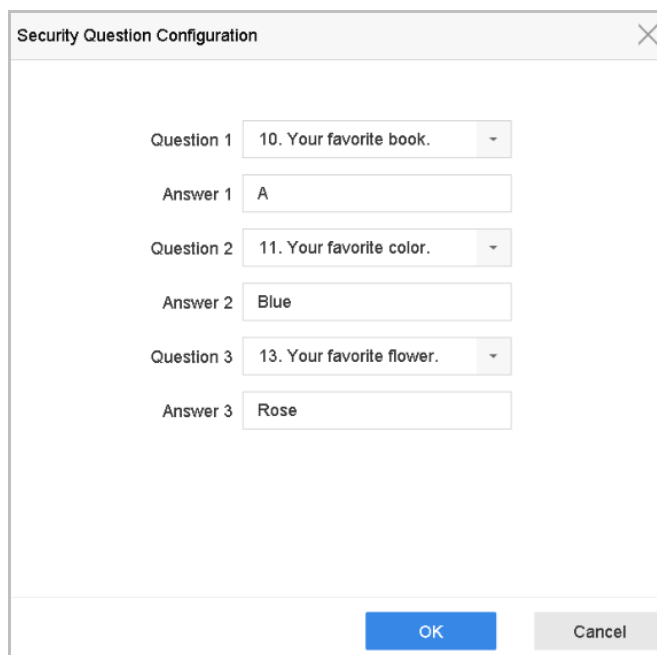 Security Question Configuration
Question 1 10. Your favorite book.
Answer 1 A
Question 2 11. Your favorite color.
Answer 2 Blue
Question 3 13. Your favorite flower.
Answer 3 Rose
OK Cancel